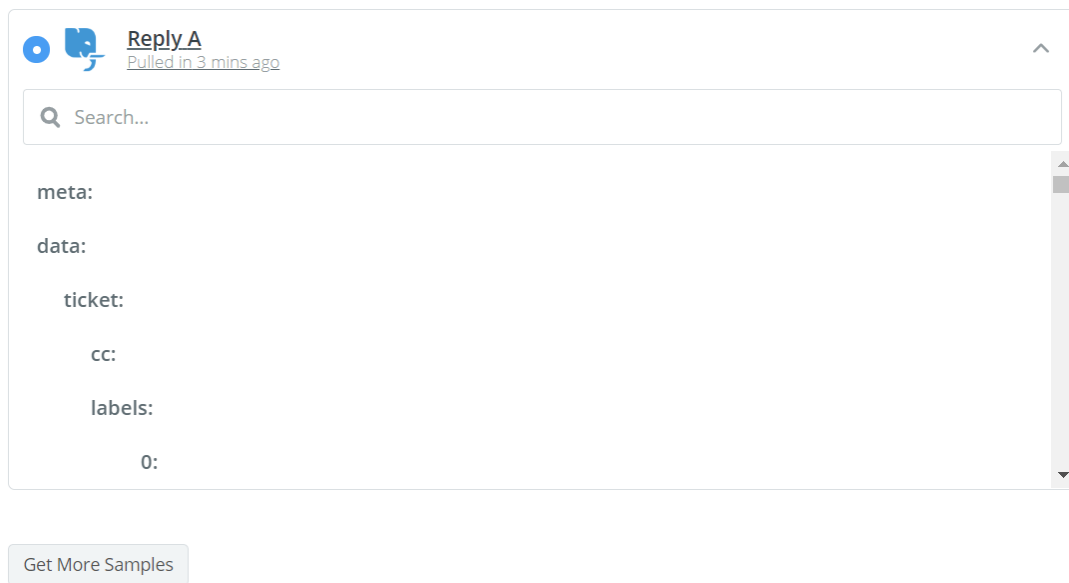 Reply A
Pulled in 3 mins ago
Search...
meta:
data:
ticket:
cc:
labels:
0:
Get More Samples